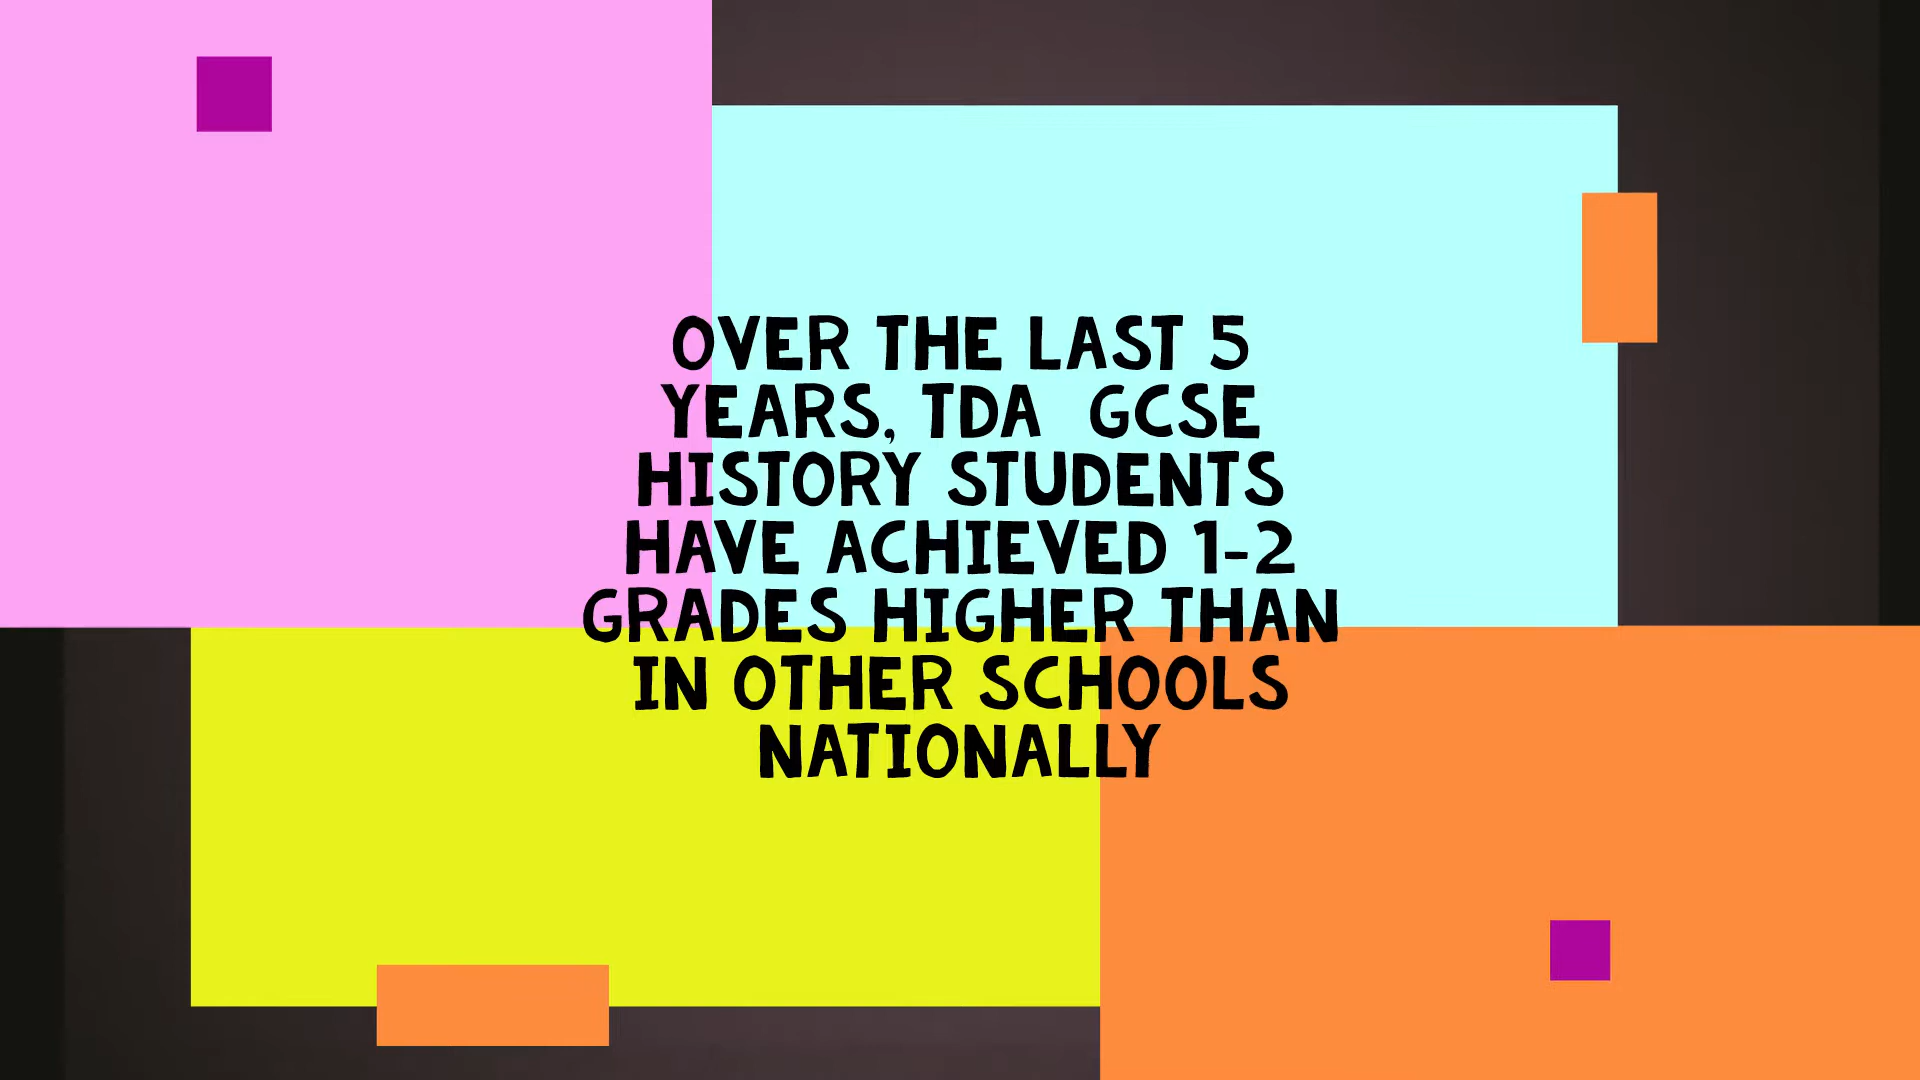 OVER THE LAST 5
YEARS, TDA  GCSE
HISTORY STUDENTS
HAVE ACHIEVED 1-2
GRADES HIGHER THAN
IN OTHER SCHOOLS
NATIONALLY